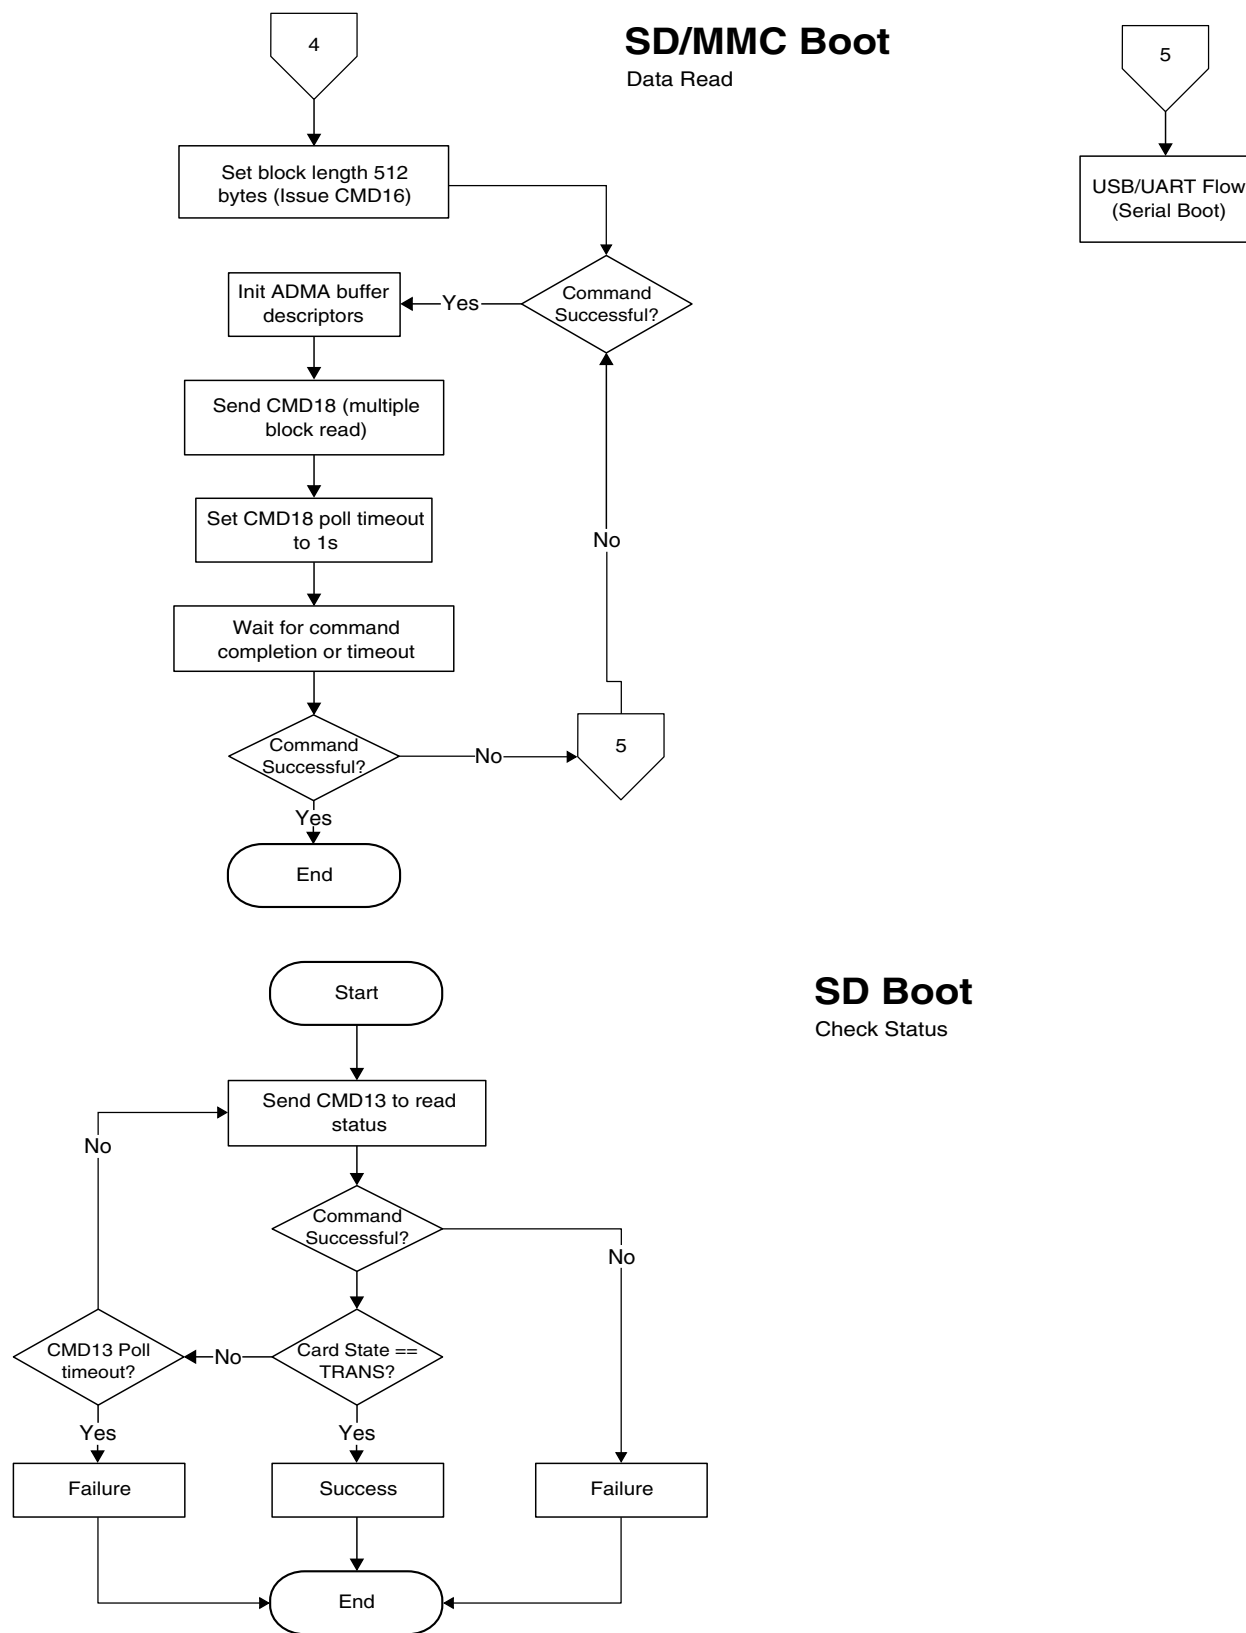 4
SD/MMC Boot
Data Read
5
Set block length 512
bytes (Issue CMD16)
USB/UART Flow
(Serial Boot)
Init ADMA buffer
descriptors
Yes
Command
Successful?
Send CMD18 (multiple
block read)
Set CMD18 poll timeout
to 1s
No
Wait for command
completion or timeout
Command
Successful?
No
5
Yes
End
Start
SD Boot
Check Status
Send CMD13 to read
status
No
Command
Successful?
No
CMD13 Poll
timeout?
No
Card State ==
TRANS?
Yes
Yes
Failure
Success
Failure
End